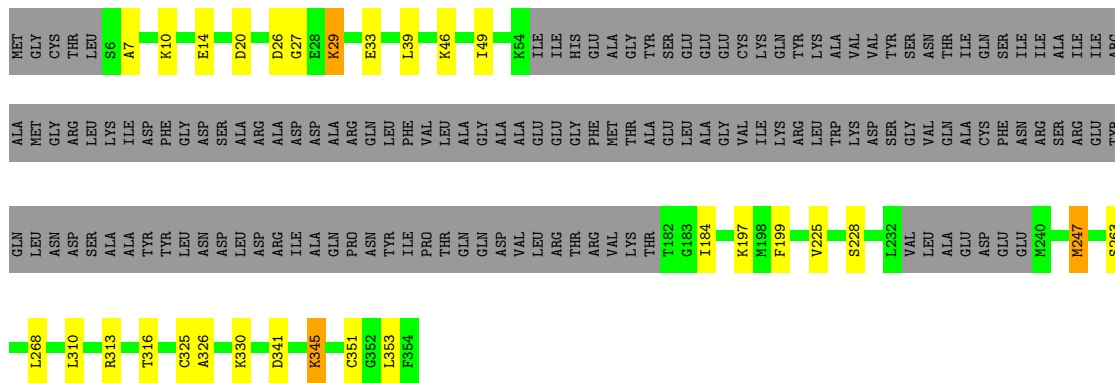 MET GLY CYS THR LEU S6 A7 K10 E14 D20 D26 G27 E28 K29 E33 L39 K46 I49 K54 ILE ILE HIS GLU ALA GLY TYR SER GLU GLU GLU CYS LYS GLN TYR LYS ALA VAL VAL TYR SER ASN THR ILE GLN SER ILE ILE ALA ILE ILE ARG
ALA MET GLY ARG LEU LYS ILE ASP PHE GLY ASP SER ALA ARG ALA ASP ASP ALA ARG GLN LEU PHE VAL LEU ALA GLY ALA ALA GLU GLU GLY PHE MET THR ALA GLU LEU ALA GLY VAL ILE LYS ARG LEU TRP LYS ASP SER GLY VAL GLN ALA CYS PHE ASN ARG SER ARG GLU TYR
GLN LEU ASN ASP SER ALA ALA TYR TYR LEU ASN ASP LEU ASP ARG ILE ALA GLN PRO ASN TYR ILE PRO THR GLN GLN ASP VAL LEU ARG THR ARG VAL LYS THR T182 G183 I184 K197 M198 F199 V225 S228 L232 VAL LEU ALA GLU ASP GLU GLU M240 M247 S263
L268 L310 R313 T316 C325 A326 K330 D341 K345 C351 G352 L353 F354